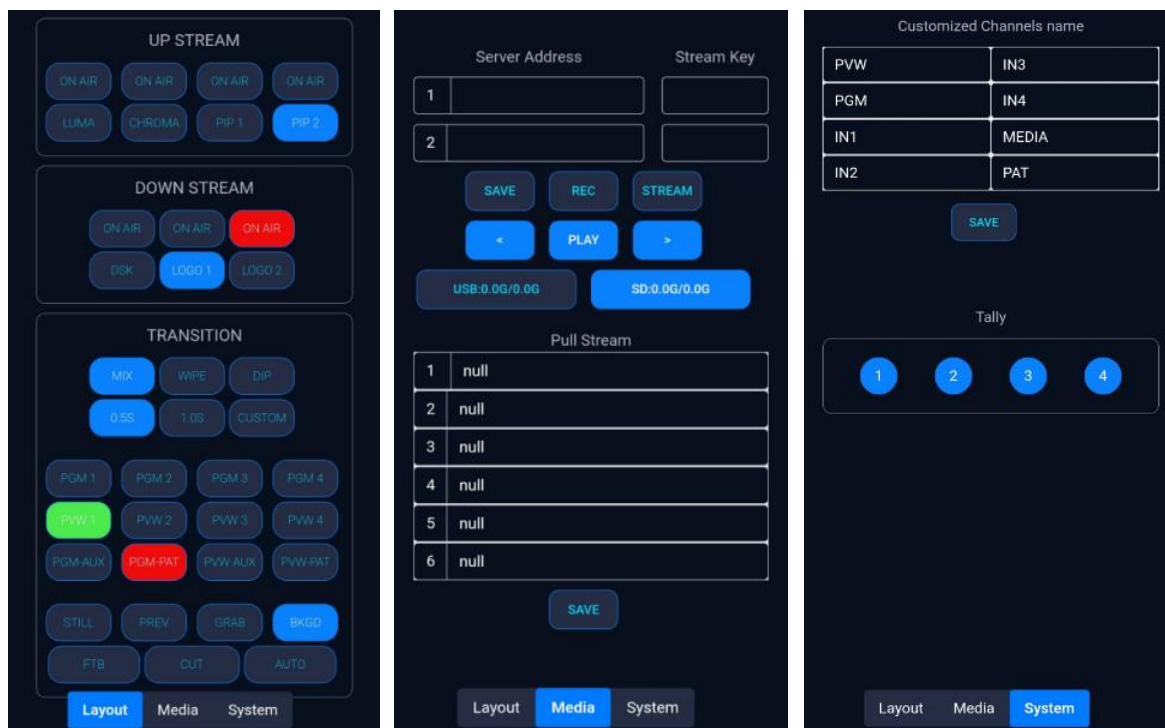 UP STREAM
ON AIR ON AIR ON AIR ON AIR
LUMA CHROMA PIP 1 PIP 2
DOWN STREAM
ON AIR ON AIR ON AIR
DSK LOGO 1 LOGO 2
TRANSITION
MIX WIPE DIP
0.5S 1.0S CUSTOM
PGM 1 PGM 2 PGM 3 PGM 4
PVW 1 PVW 2 PVW 3 PVW 4
PGM-AUX PGM-PAT PVW-AUX PVW-PAT
STILL PREV GRAB BKGD
FTB CUT AUTO
Layout Media System
Server Address Stream Key
1
2
SAVE REC STREAM
< PLAY >
USB:0.0G/0.0G SD:0.0G/0.0G
Pull Stream
1 null
2 null
3 null
4 null
5 null
6 null
SAVE
Layout Media System
Customized Channels name
PVW IN3
PGM IN4
IN1 MEDIA
IN2 PAT
SAVE
Tally
1 2 3 4
Layout Media System